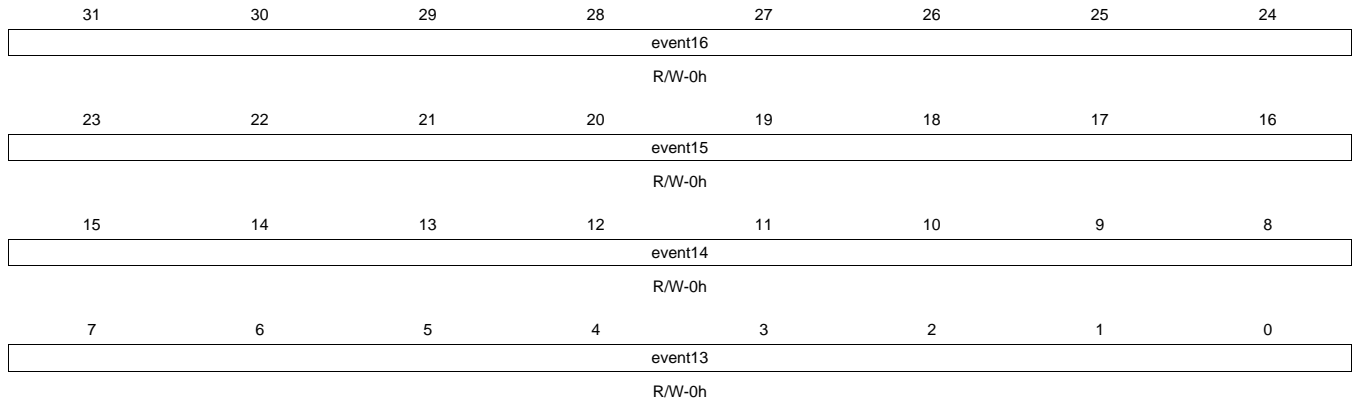 31 30 29 28 27 26 25 24
event16
R/W-0h
23 22 21 20 19 18 17 16
event15
R/W-0h
15 14 13 12 11 10 9 8
event14
R/W-0h
7 6 5 4 3 2 1 0
event13
R/W-0h